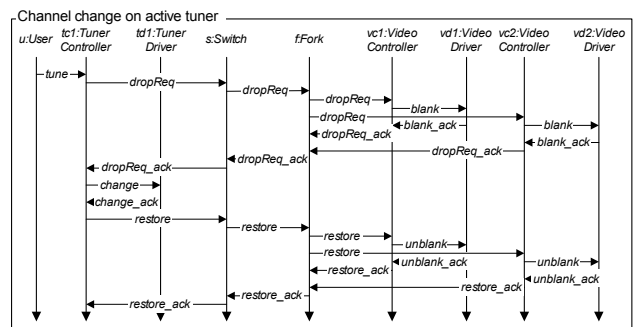 Channel change on active tuner
u:User
tc1:Tuner
Controller
td1:Tuner
Driver
s:Switch
f:Fork
vc1:Video
Controller
vd1:Video
Driver
vc2:Video
Controller
vd2:Video
Driver
tune
dropReq
dropReq
dropReq
blank
dropReq
blank_ack
blank
dropReq_ack
blank_ack
dropReq_ack
dropReq_ack
dropReq_ack
change
change_ack
restore
restore
restore
unblank
restore
unblank_ack
unblank
restore_ack
unblank_ack
restore_ack
restore_ack
restore_ack